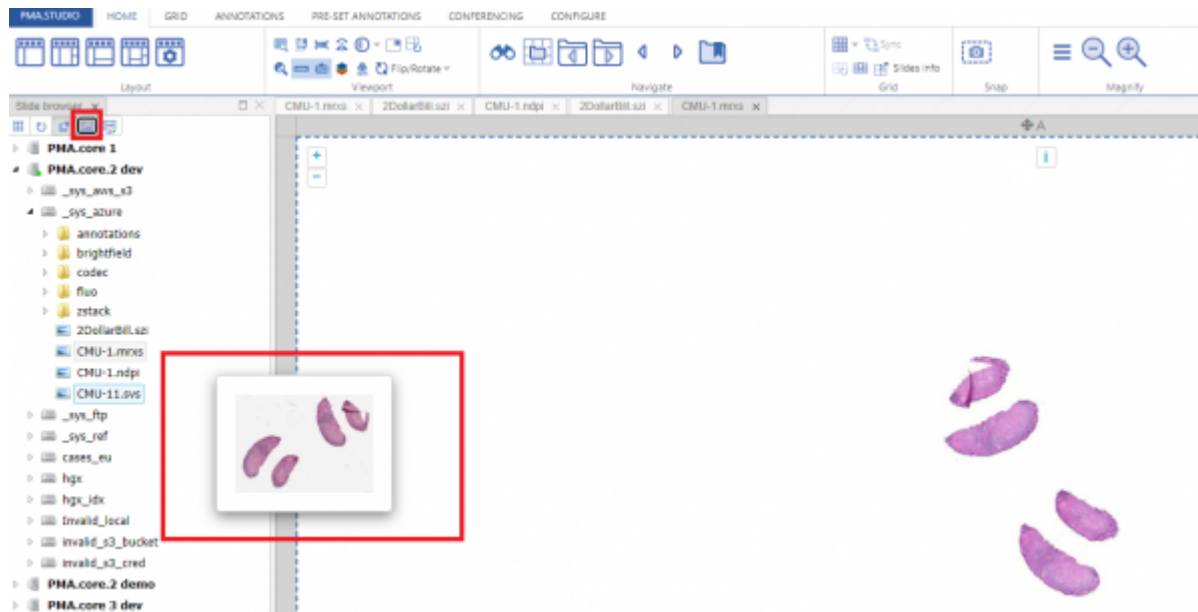 PMA.STUDIO HOME GRID ANNOTATIONS PRE-SET ANNOTATIONS CONFERENCING CONFIGURE
Sync
Flip/Rotate
Slides Info
Layout Viewport Navigate Grid Snap Magnify
Slide browser x CMU-1.mrxs x 2DollarBill.szi x CMU-1.ndpi x 2DollarBill.szi x CMU-1.mrxs x
A
PMA.core 1
i
PMA.core.2 dev
_sys_aws_s3
_sys_azure
annotations
brightfield
codec
fluo
zstack
2DollarBill.szi
CMU-1.mrxs
CMU-1.ndpi
CMU-11.svs
_sys_ftp
_sys_ref
cases_eu
hgx
hgx_idx
Invalid_local
invalid_s3_bucket
invalid_s3_cred
PMA.core.2 demo
PMA.core 3 dev